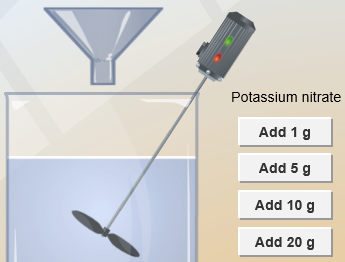 Potassium nitrate
Add 1 g
Add 5 g
Add 10 g
Add 20 g